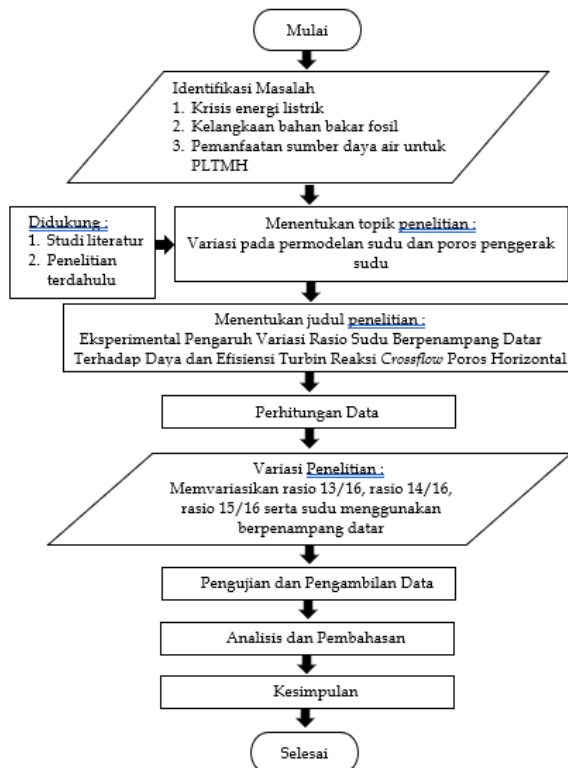 Mulai
Identifikasi Masalah
1. Krisis energi listrik
2. Kelangkaan bahan bakar fosil
3. Pemanfaatan sumber daya air untuk
PLTMH
Didukung :
1. Studi literatur
2. Penelitian
terdahulu
Menentukan topik penelitian :
Variasi pada permodelan sudu dan poros penggerak
sudu
Menentukan judul penelitian :
Eksperimental Pengaruh Variasi Rasio Sudu Berpenampang Datar
Terhadap Daya dan Efisiensi Turbin Reaksi Crossflow Poros Horizontal
Perhitungan Data
Variasi Penelitian :
Memvariasikan rasio 13/16, rasio 14/16,
rasio 15/16 serta sudu menggunakan
berpenampang datar
Pengujian dan Pengambilan Data
Analisis dan Pembahasan
Kesimpulan
Selesai